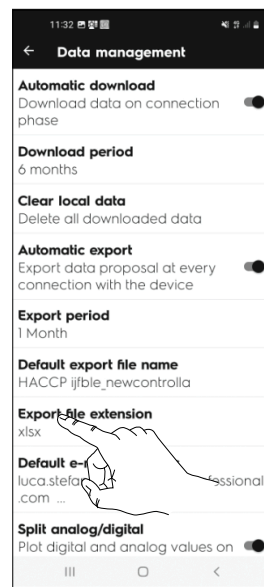 11:32
Data management
Automatic download
Download data on connection
phase
Download period
6 months
Clear local data
Delete all downloaded data
Automatic export
Export data proposal at every
connection with the device
Export period
1 Month
Default export file name
HACCP ijfble_newcontrolla
Export file extension
xlsx
Default
.com ...
Split analog/digital
Plot digital and analog values on